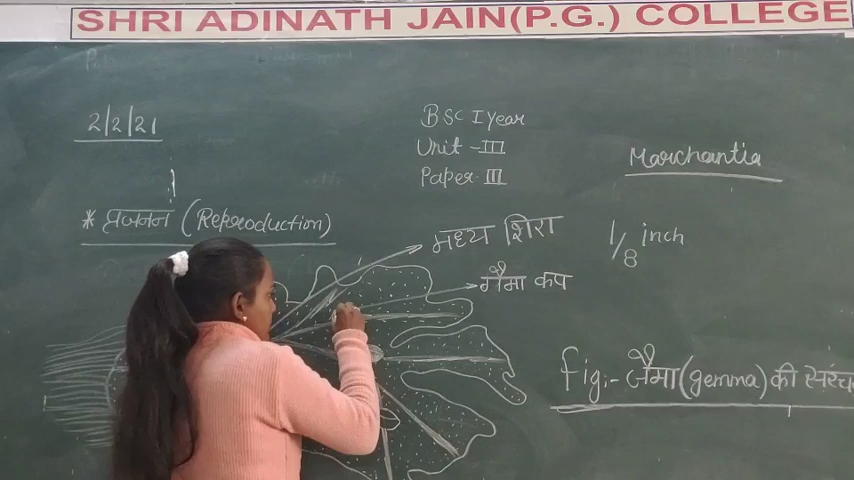 SHRI ADINATH JAIN(P.G.) COLLEGE
2/2/21
BSC I year
Unit - III
Paper III
Marchantia
* प्रजनन (Reproduction)
मध्य शिरा
1/8 inch
गैमा कप
fig:- जैमा (gemma) की